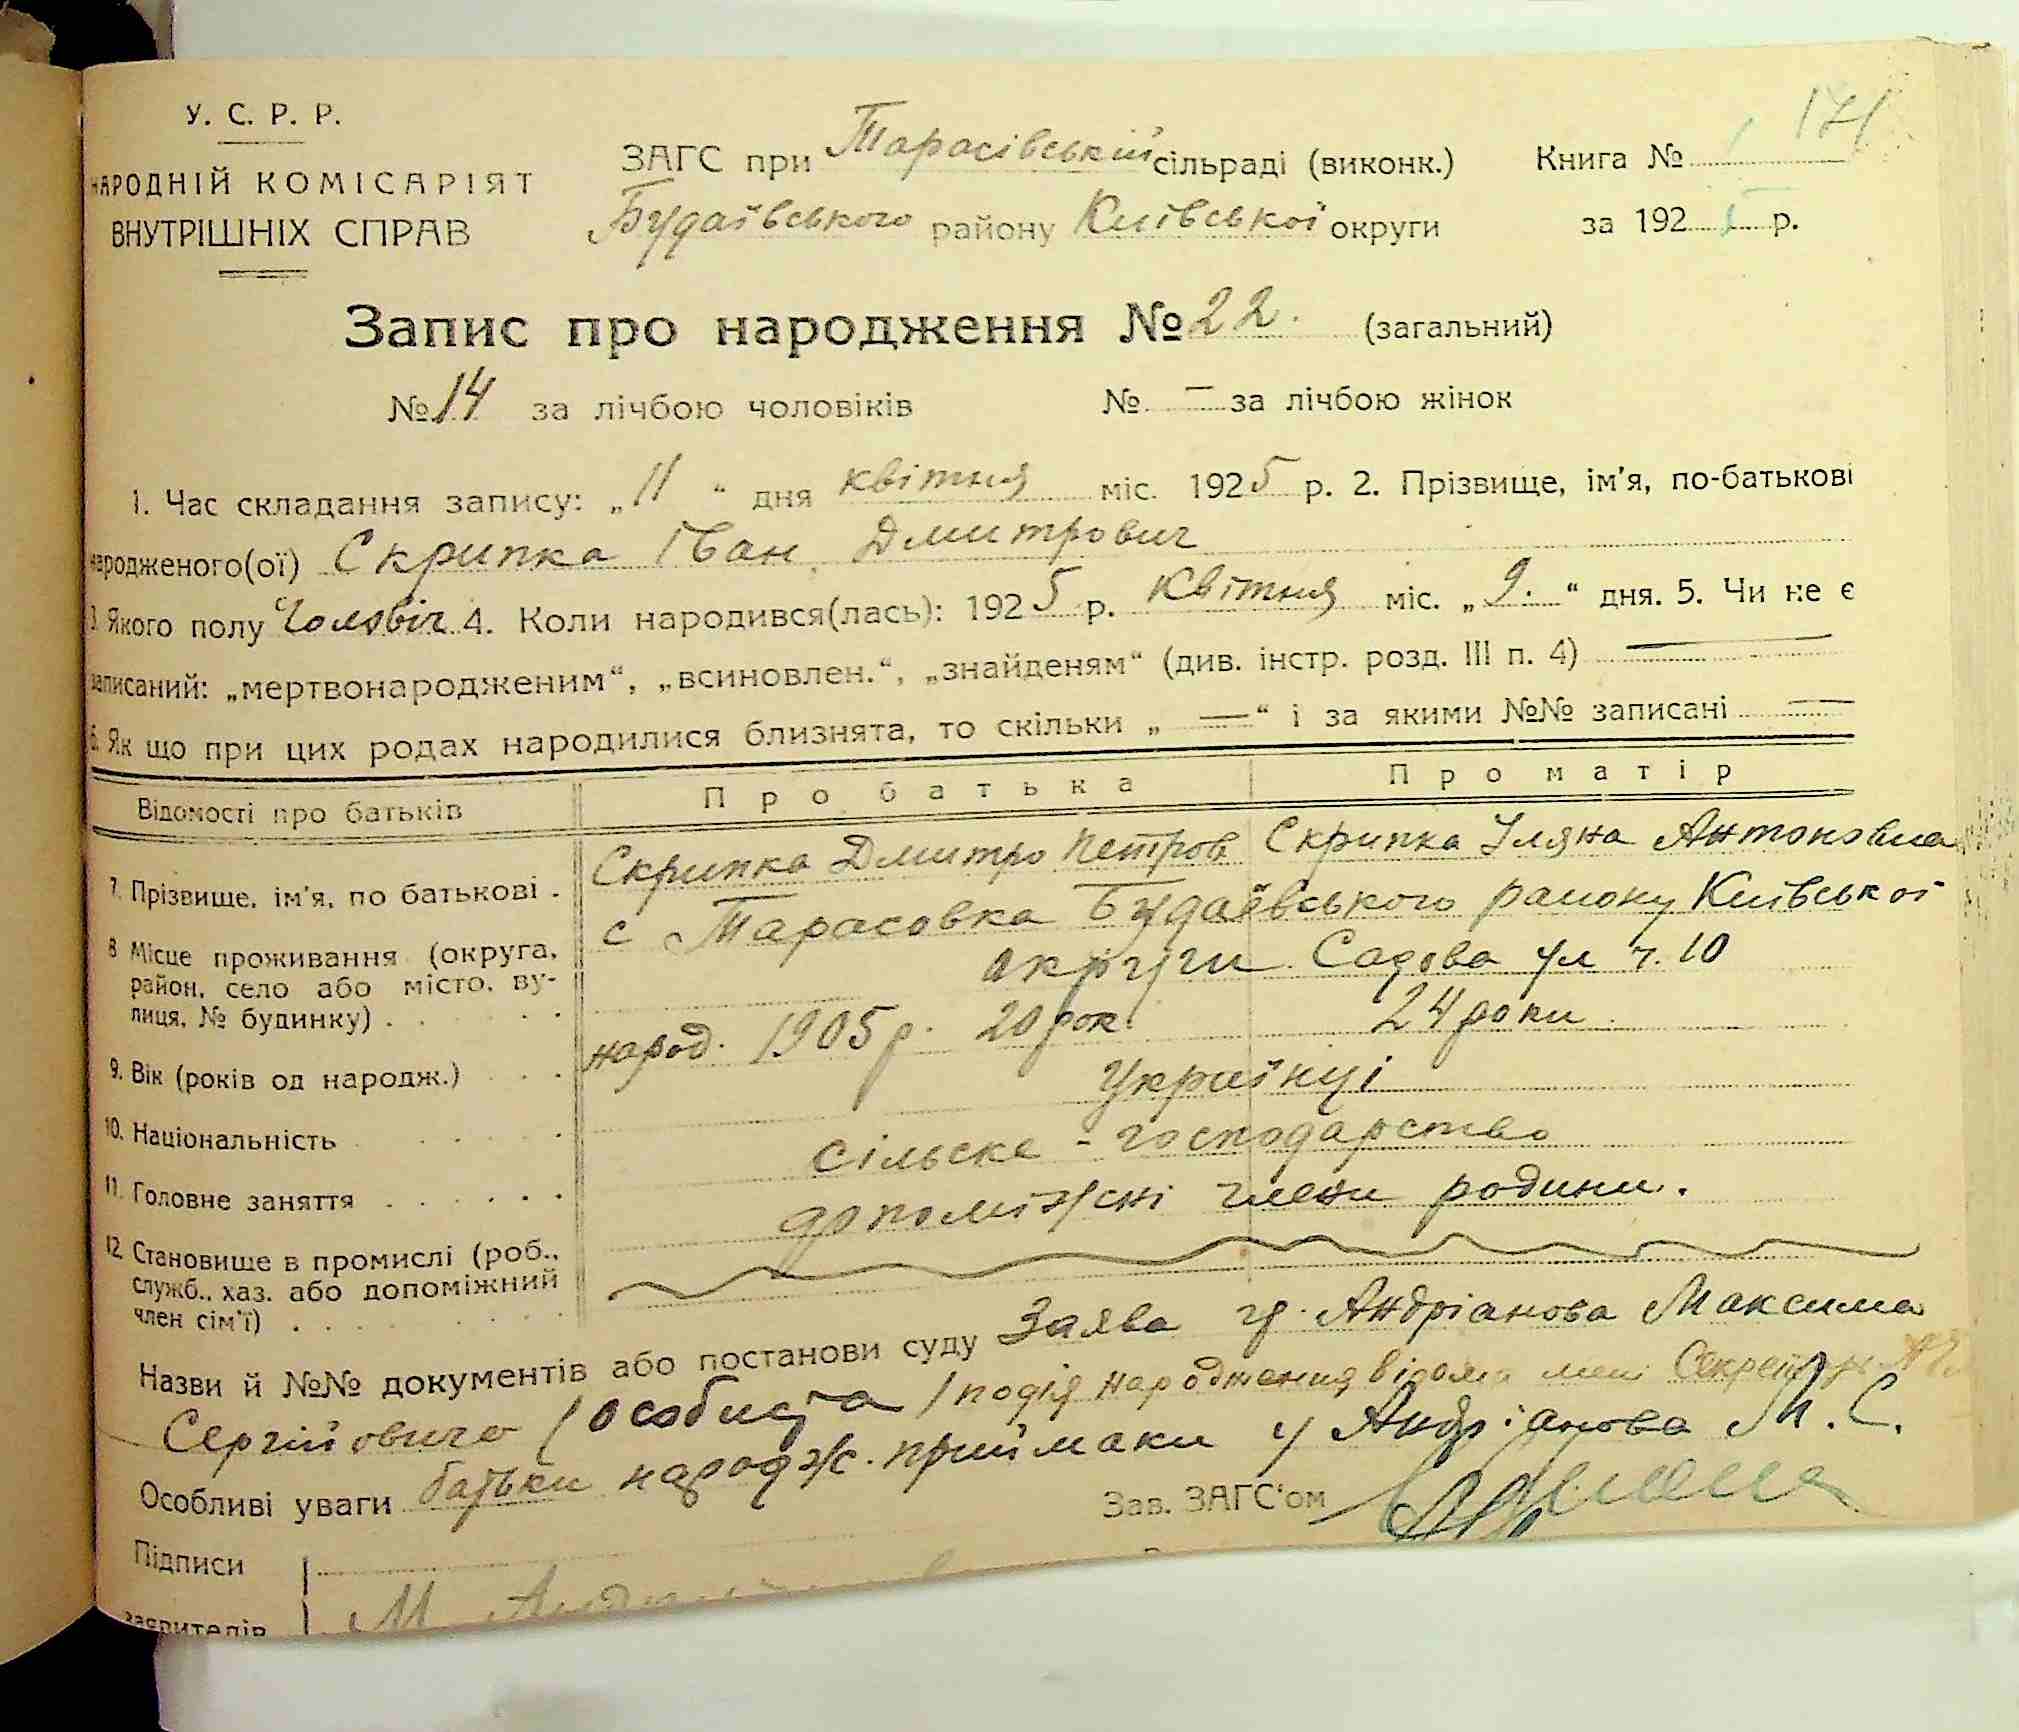 171
У. С. Р. Р.
НАРОДНІЙ КОМІСАРІЯТ
ВНУТРІШНІХ СПРАВ
ЗАГС при Тарасівській сільраді (виконк.)
Будаївського району Київської округи
Книга №
за 1925 р.
Запис про народження № 22. (загальний)
№ 14 за лічбою чоловіків № — за лічбою жінок
1. Час складання запису: „11“ дня квітня міс. 1925 р. 2. Прізвище, ім'я, по-батькові
народженого(ої) Скрипка Іван Дмитрович
3. Якого полу Чоловіч 4. Коли народився(лась): 1925 р. Квітня міс. „9.“ дня. 5. Чи не є
записаний: „мертвонародженим“, „всиновлен.“, „знайденям“ (див. інстр. розд. III п. 4) —
6. Як що при цих родах народилися близнята, то скільки „ — “ і за якими №№ записані —
Відомості про батьків Про батька Про матір
7. Прізвище, ім'я, по батькові . Скрипка Дмитро Петров Скрипка Уляна Антоновна
8 Місце проживання (округа, район, село або місто, вулиця, № будинку) . с Тарасовка Будаївського району Київської
округи Садова ул ч. 10
9. Вік (років од народж.) народ. 1905 р. 20 рок. 24 роки
10. Національність Українці
11. Головне заняття сільске - господарство
12. Становище в промислі (роб., служб., хаз. або допоміжний член сім'ї) допоміжні члени родини.
Назви й №№ документів або постанови суду Заява гр. Андріанова Максима
Сергійовича /особиста/ подія народження відома мені Секретарь
Особливі уваги батьки народж. приймаки у Андріанова М. С.
Зав. ЗАГС'ом
Підписи
заявителів М